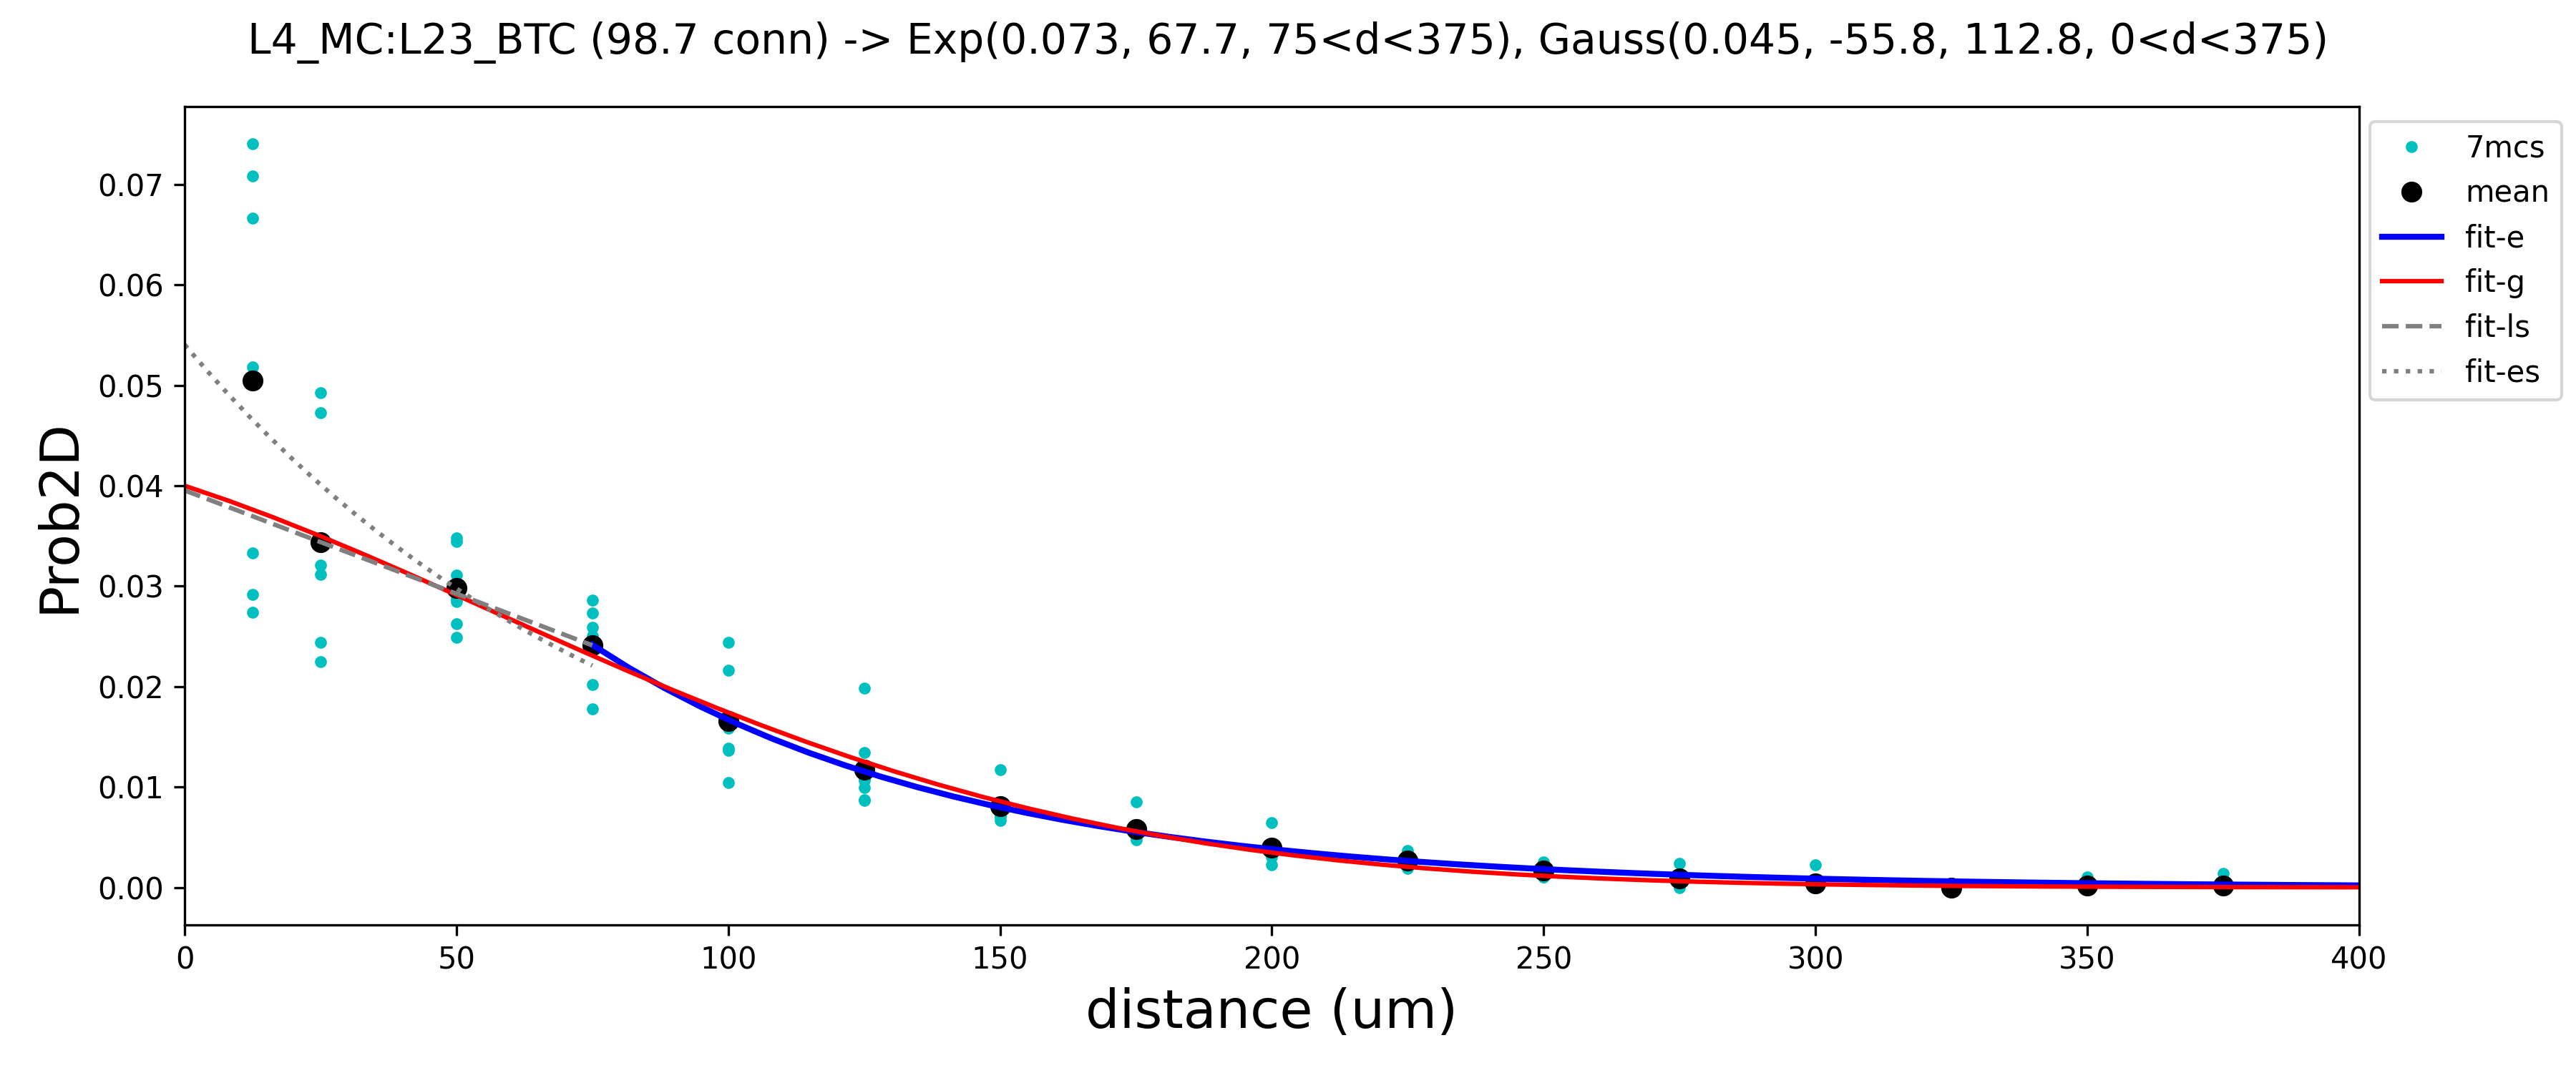 L4_MC:L23_BTC (98.7 conn) -> Exp(0.073, 67.7, 75<d<375), Gauss(0.045, -55.8, 112.8, 0<d<375)
Prob2D
0.07
0.06
0.05
0.04
0.03
0.02
0.01
0.00
0 50 100 150 200 250 300 350 400
distance (um)
7mcs
mean
fit-e
fit-g
fit-ls
fit-es